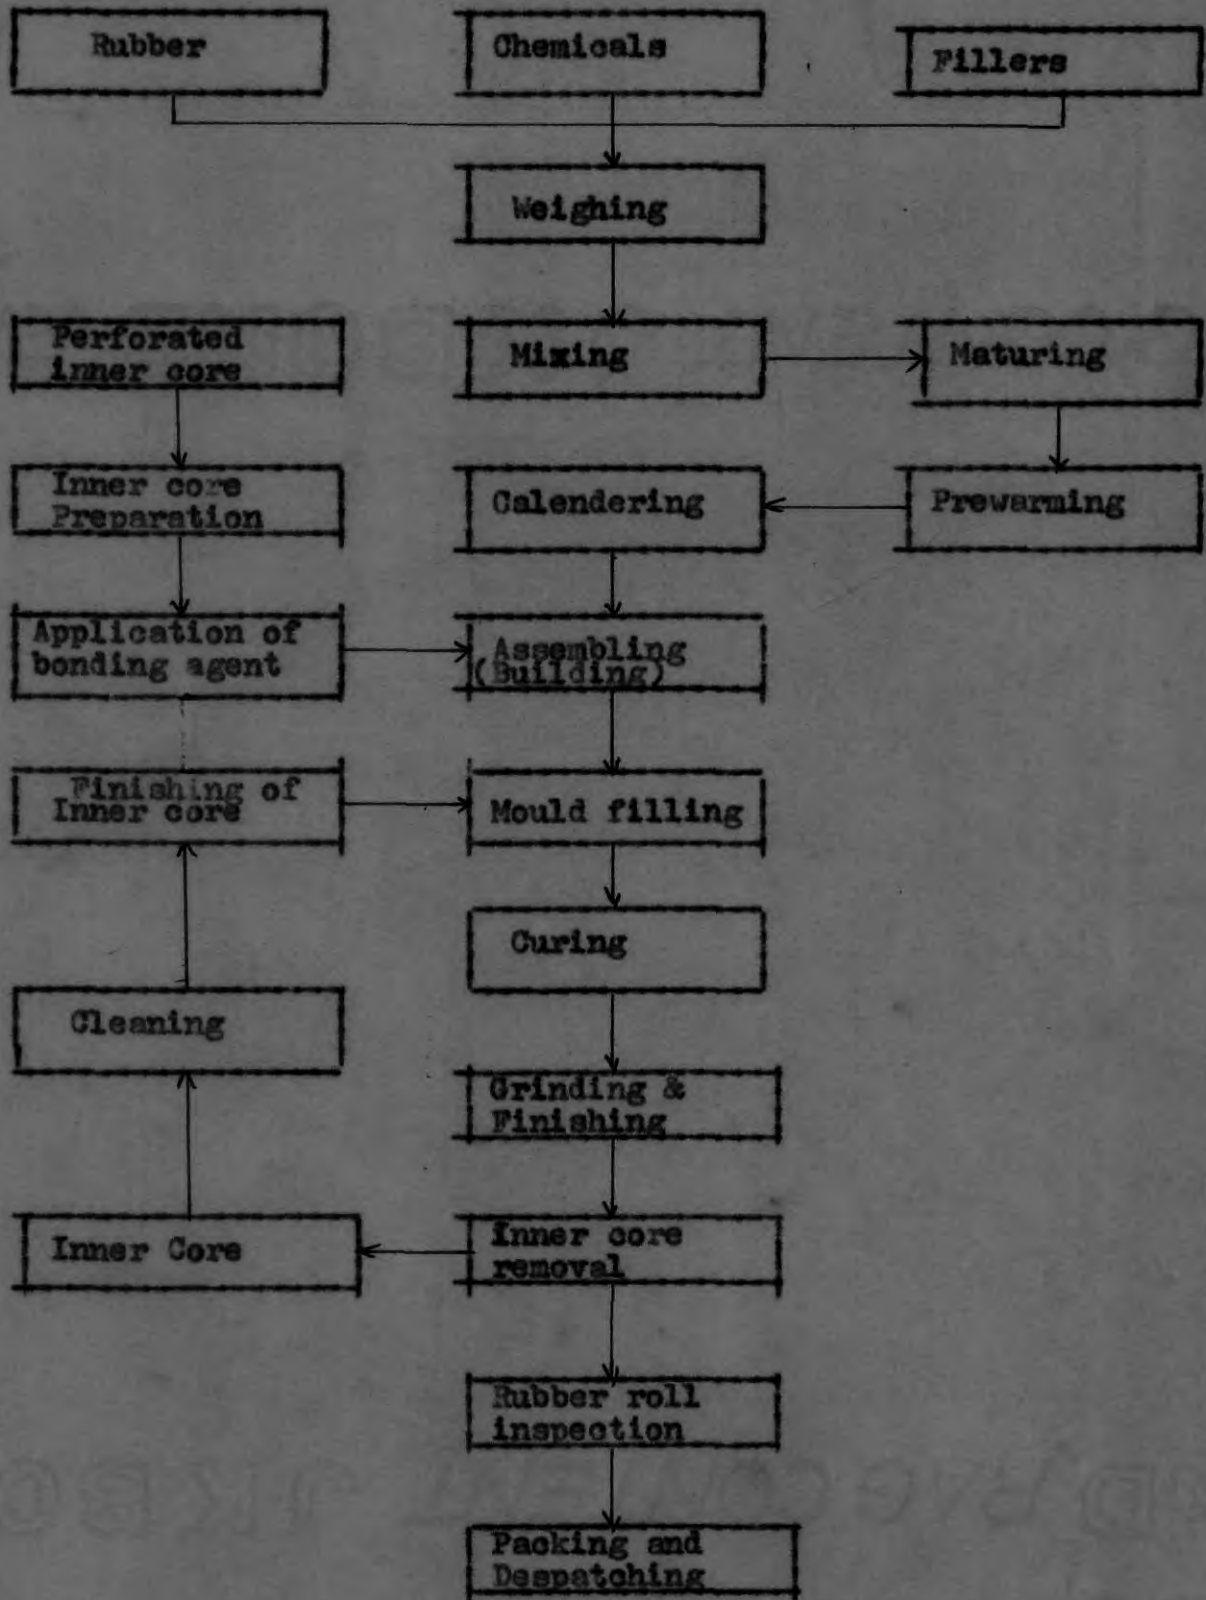 Rubber
Chemicals
Fillers
Weighing
Perforated
inner core
Mixing
Maturing
Inner core
Preparation
Calendering
Prewarming
Application of
bonding agent
Assembling
(Building)
Finishing of
Inner core
Mould filling
Curing
Cleaning
Grinding &
Finishing
Inner Core
Inner core
removal
Rubber roll
inspection
Packing and
Despatching